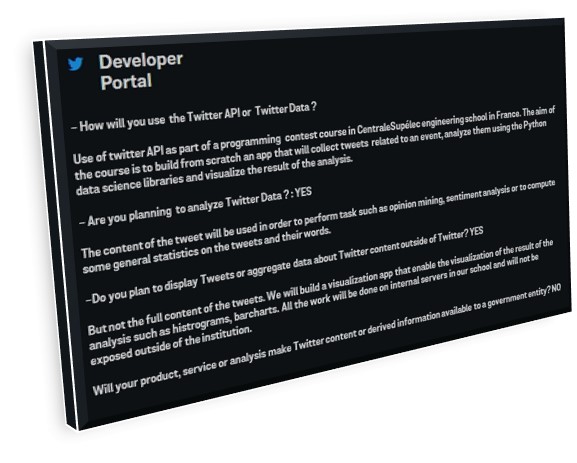 Developer
Portal
– How will you use the Twitter API or Twitter Data ?
Use of twitter API as part of a programming contest course in CentraleSupélec engineering school in France. The aim of
the course is to build from scratch an app that will collect tweets related to an event, analyze them using the Python
data science libraries and visualize the result of the analysis.
– Are you planning to analyze Twitter Data ? : YES
The content of the tweet will be used in order to perform task such as opinion mining, sentiment analysis or to compute
some general statistics on the tweets and their words.
–Do you plan to display Tweets or aggregate data about Twitter content outside of Twitter? YES
But not the full content of the tweets. We will build a visualization app that enable the visualization of the result of the
analysis such as histrograms, barcharts. All the work will be done on internal servers in our school and will not be
exposed outside of the institution.
Will your product, service or analysis make Twitter content or derived information available to a government entity? NO